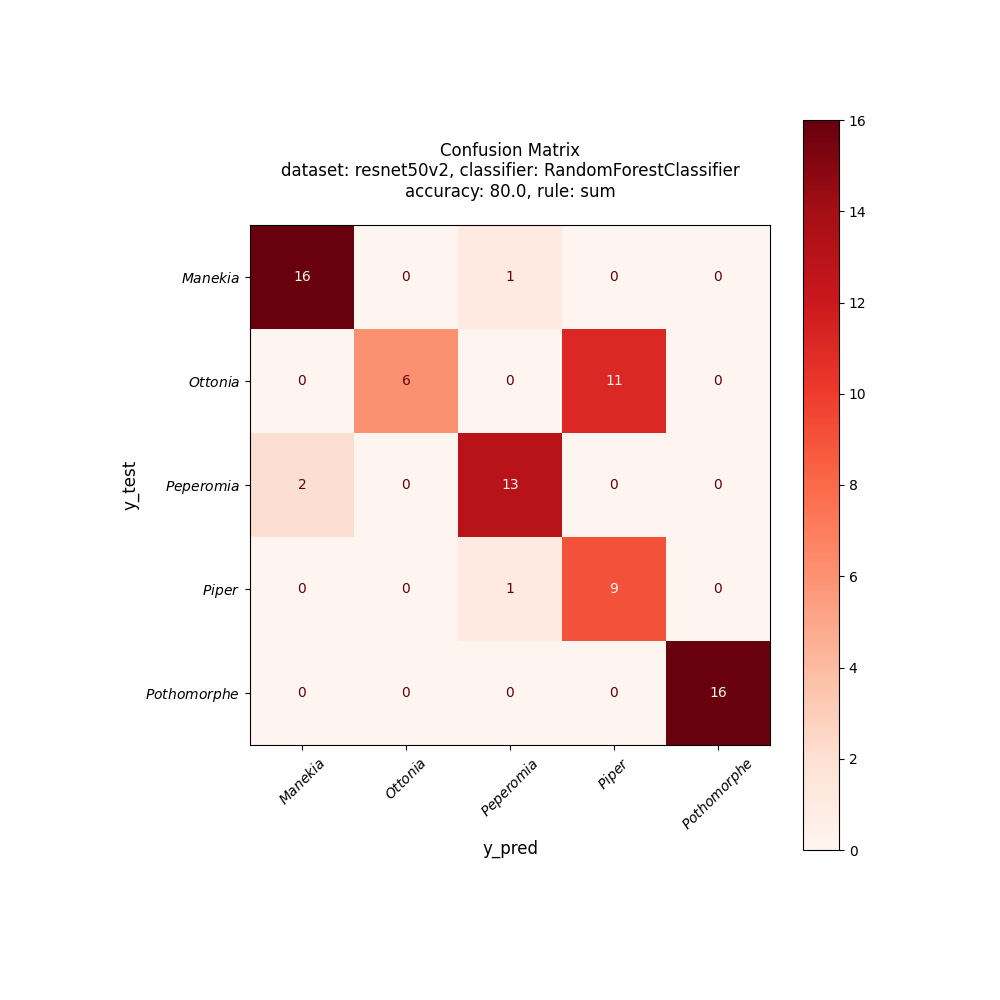 Confusion Matrix
dataset: resnet50v2, classifier: RandomForestClassifier
accuracy: 80.0, rule: sum
y_test
Manekia 16 0 1 0 0
Ottonia 0 6 0 11 0
Peperomia 2 0 13 0 0
Piper 0 0 1 9 0
Pothomorphe 0 0 0 0 16
Manekia Ottonia Peperomia Piper Pothomorphe
y_pred
16
14
12
10
8
6
4
2
0